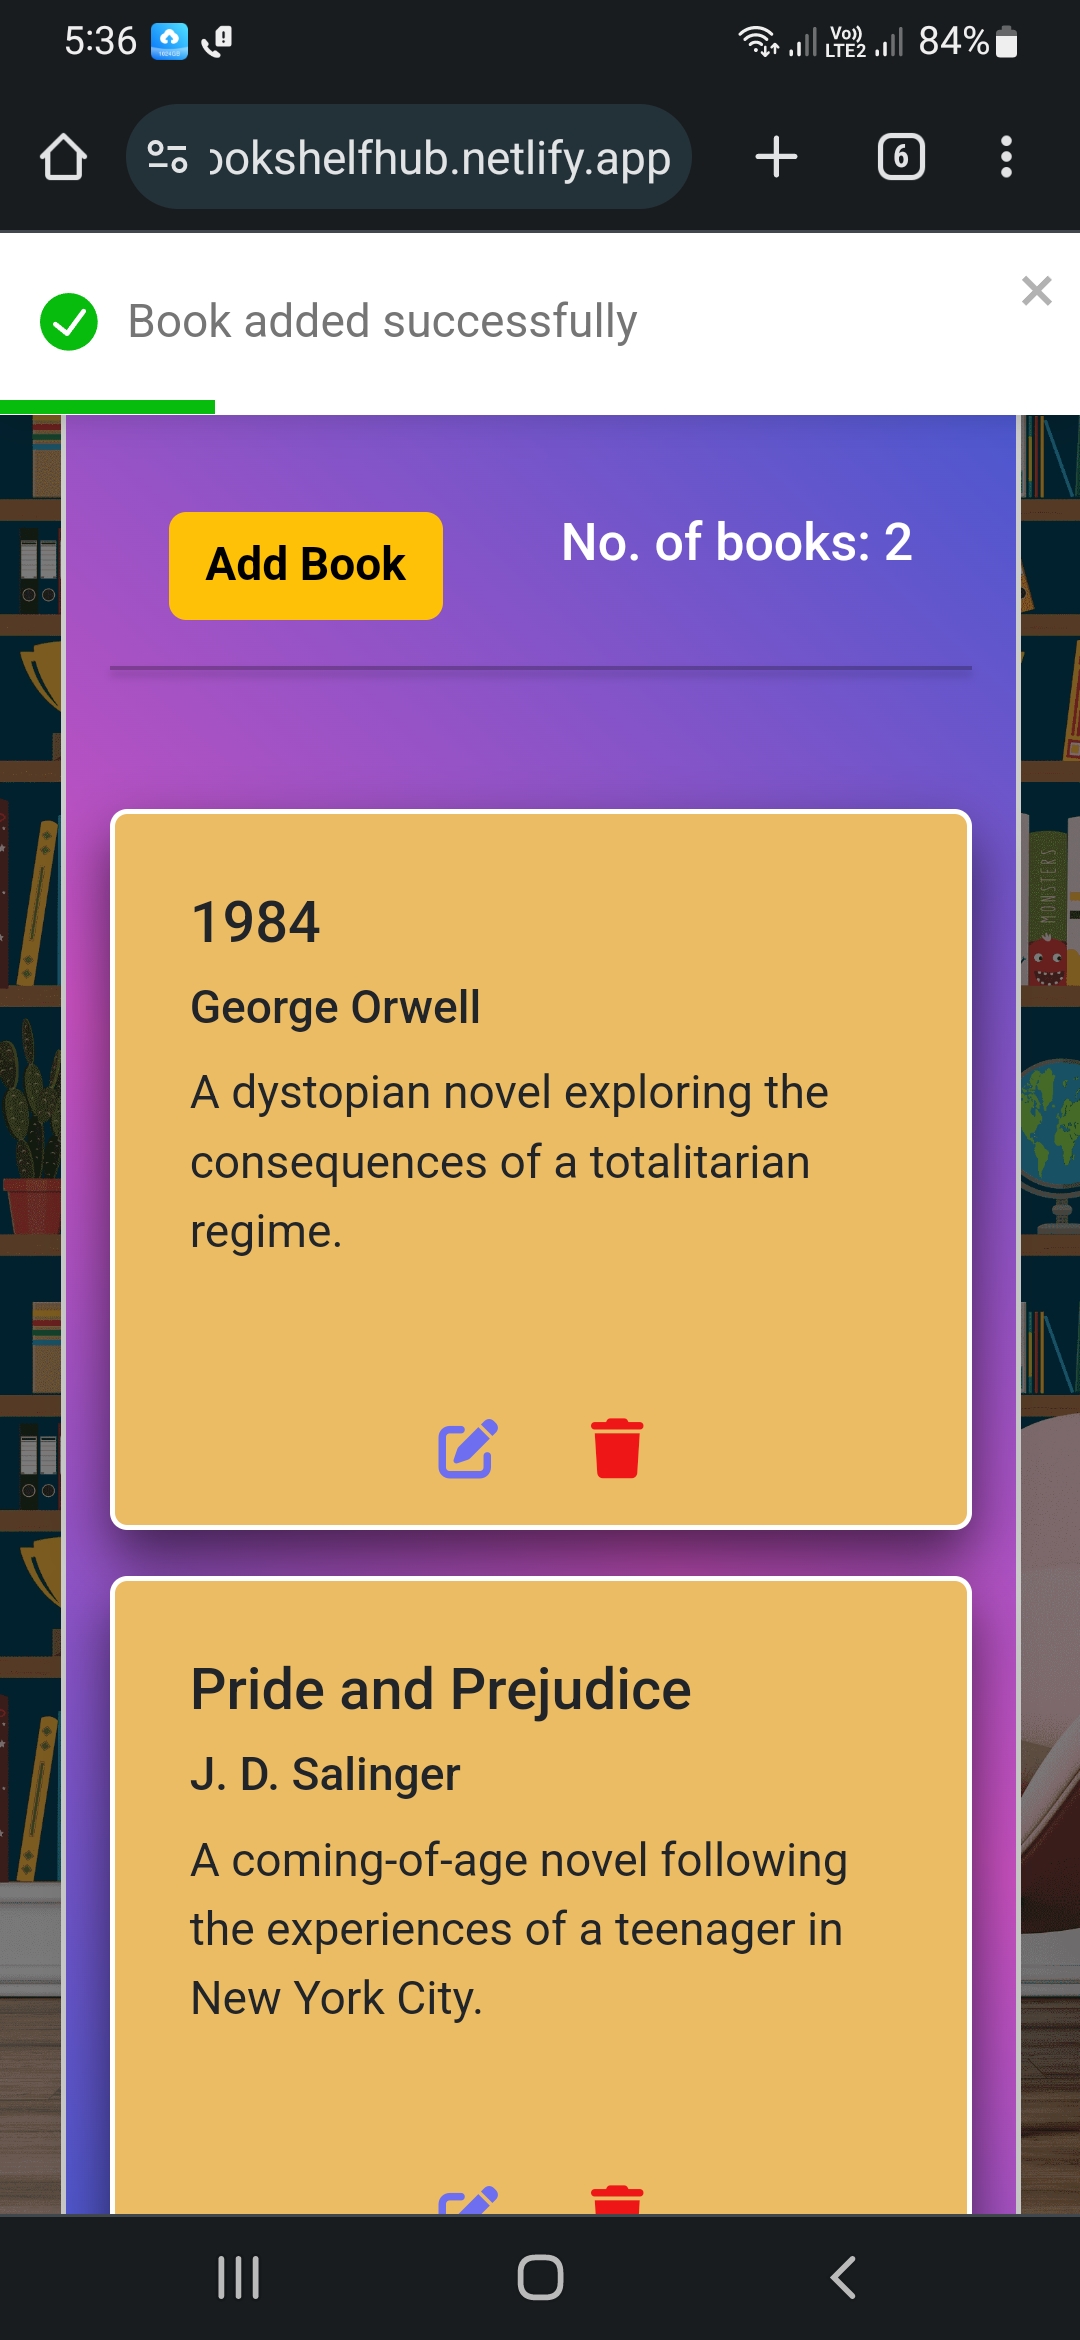 5:36
Vo))
LTE2
84%
ookshelfhub.netlify.app
6
Book added successfully
Add Book
No. of books: 2
1984
George Orwell
A dystopian novel exploring the
consequences of a totalitarian
regime.
MONSTERS
Pride and Prejudice
J. D. Salinger
A coming-of-age novel following
the experiences of a teenager in
New York City.